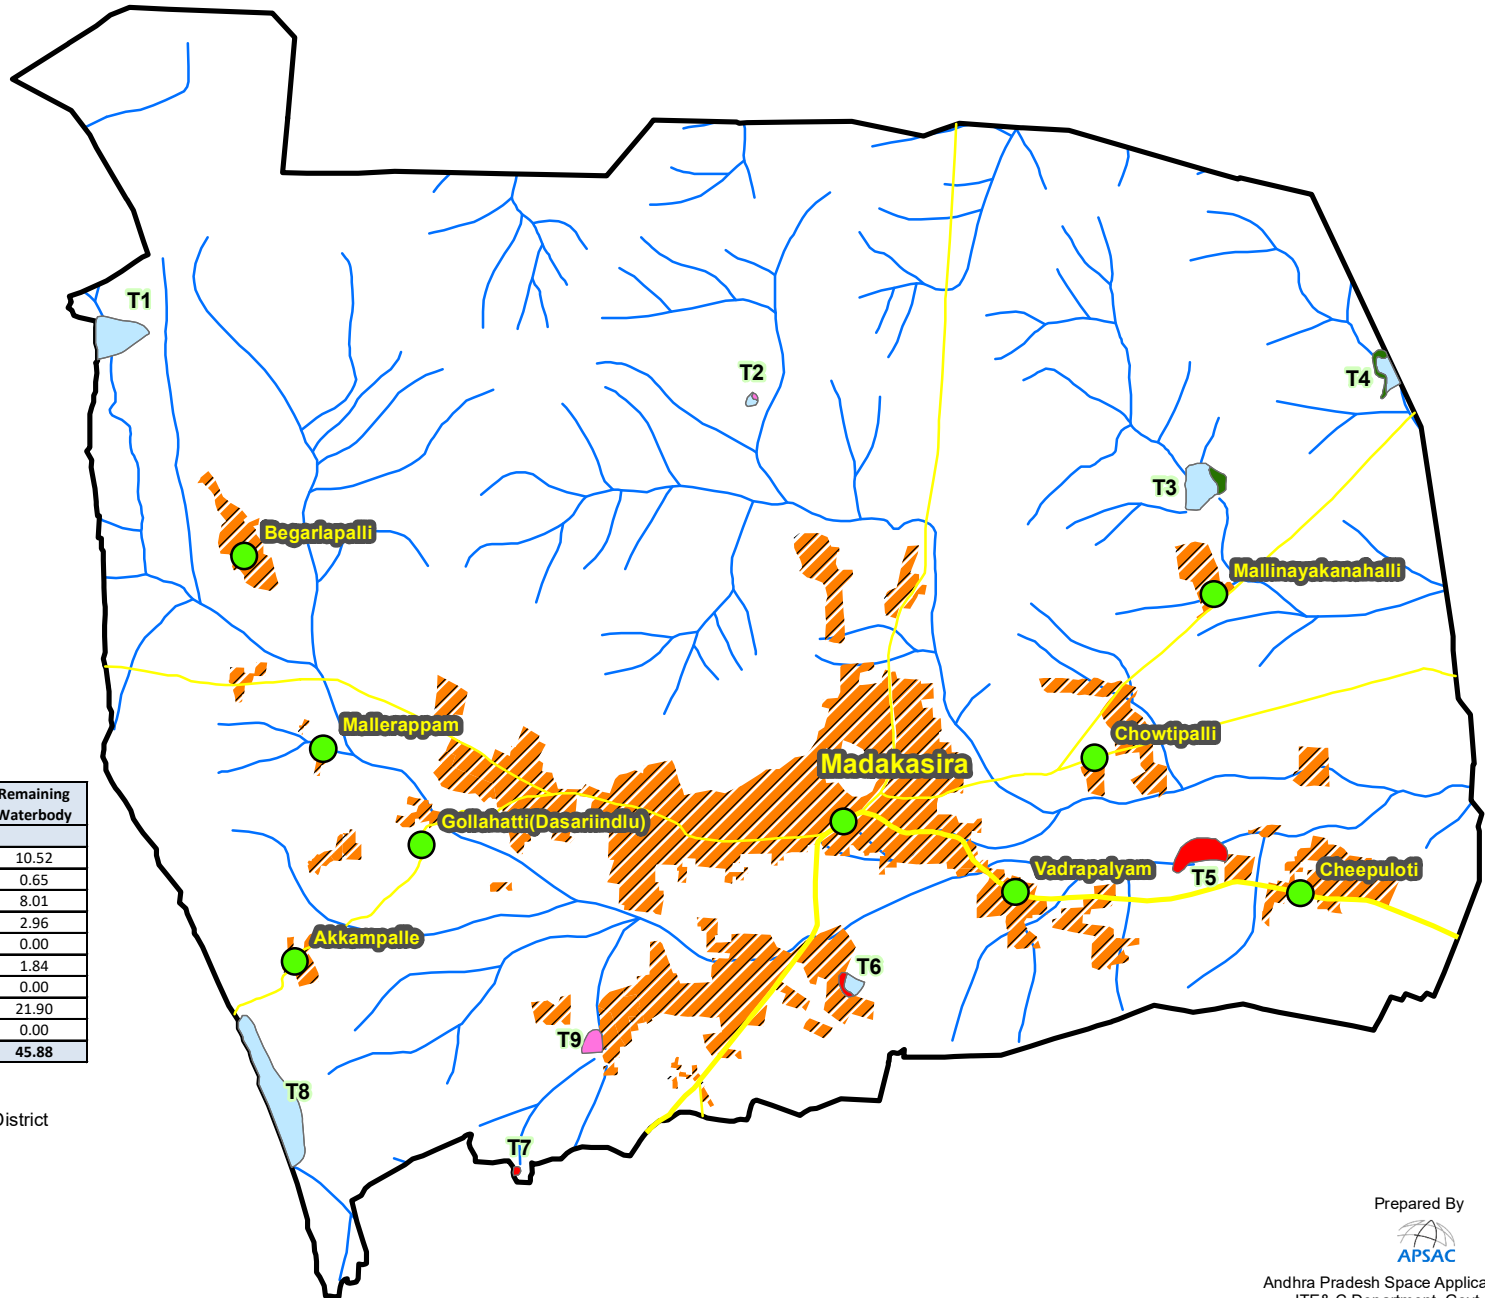 T1
T2
T4
T3
Begarlapalli
Mallinayakanahalli
Mallerappam
Chowtipalli
Madakasira
Remaining
Waterbody
10.52
0.65
8.01
2.96
0.00
1.84
0.00
21.90
0.00
45.88
Gollahatti(Dasariindlu)
Vadrapalyam
T5
Cheepuloti
Akkampalle
T6
T9
T8
District
T7
Prepared By
APSAC
Andhra Pradesh Space Applica